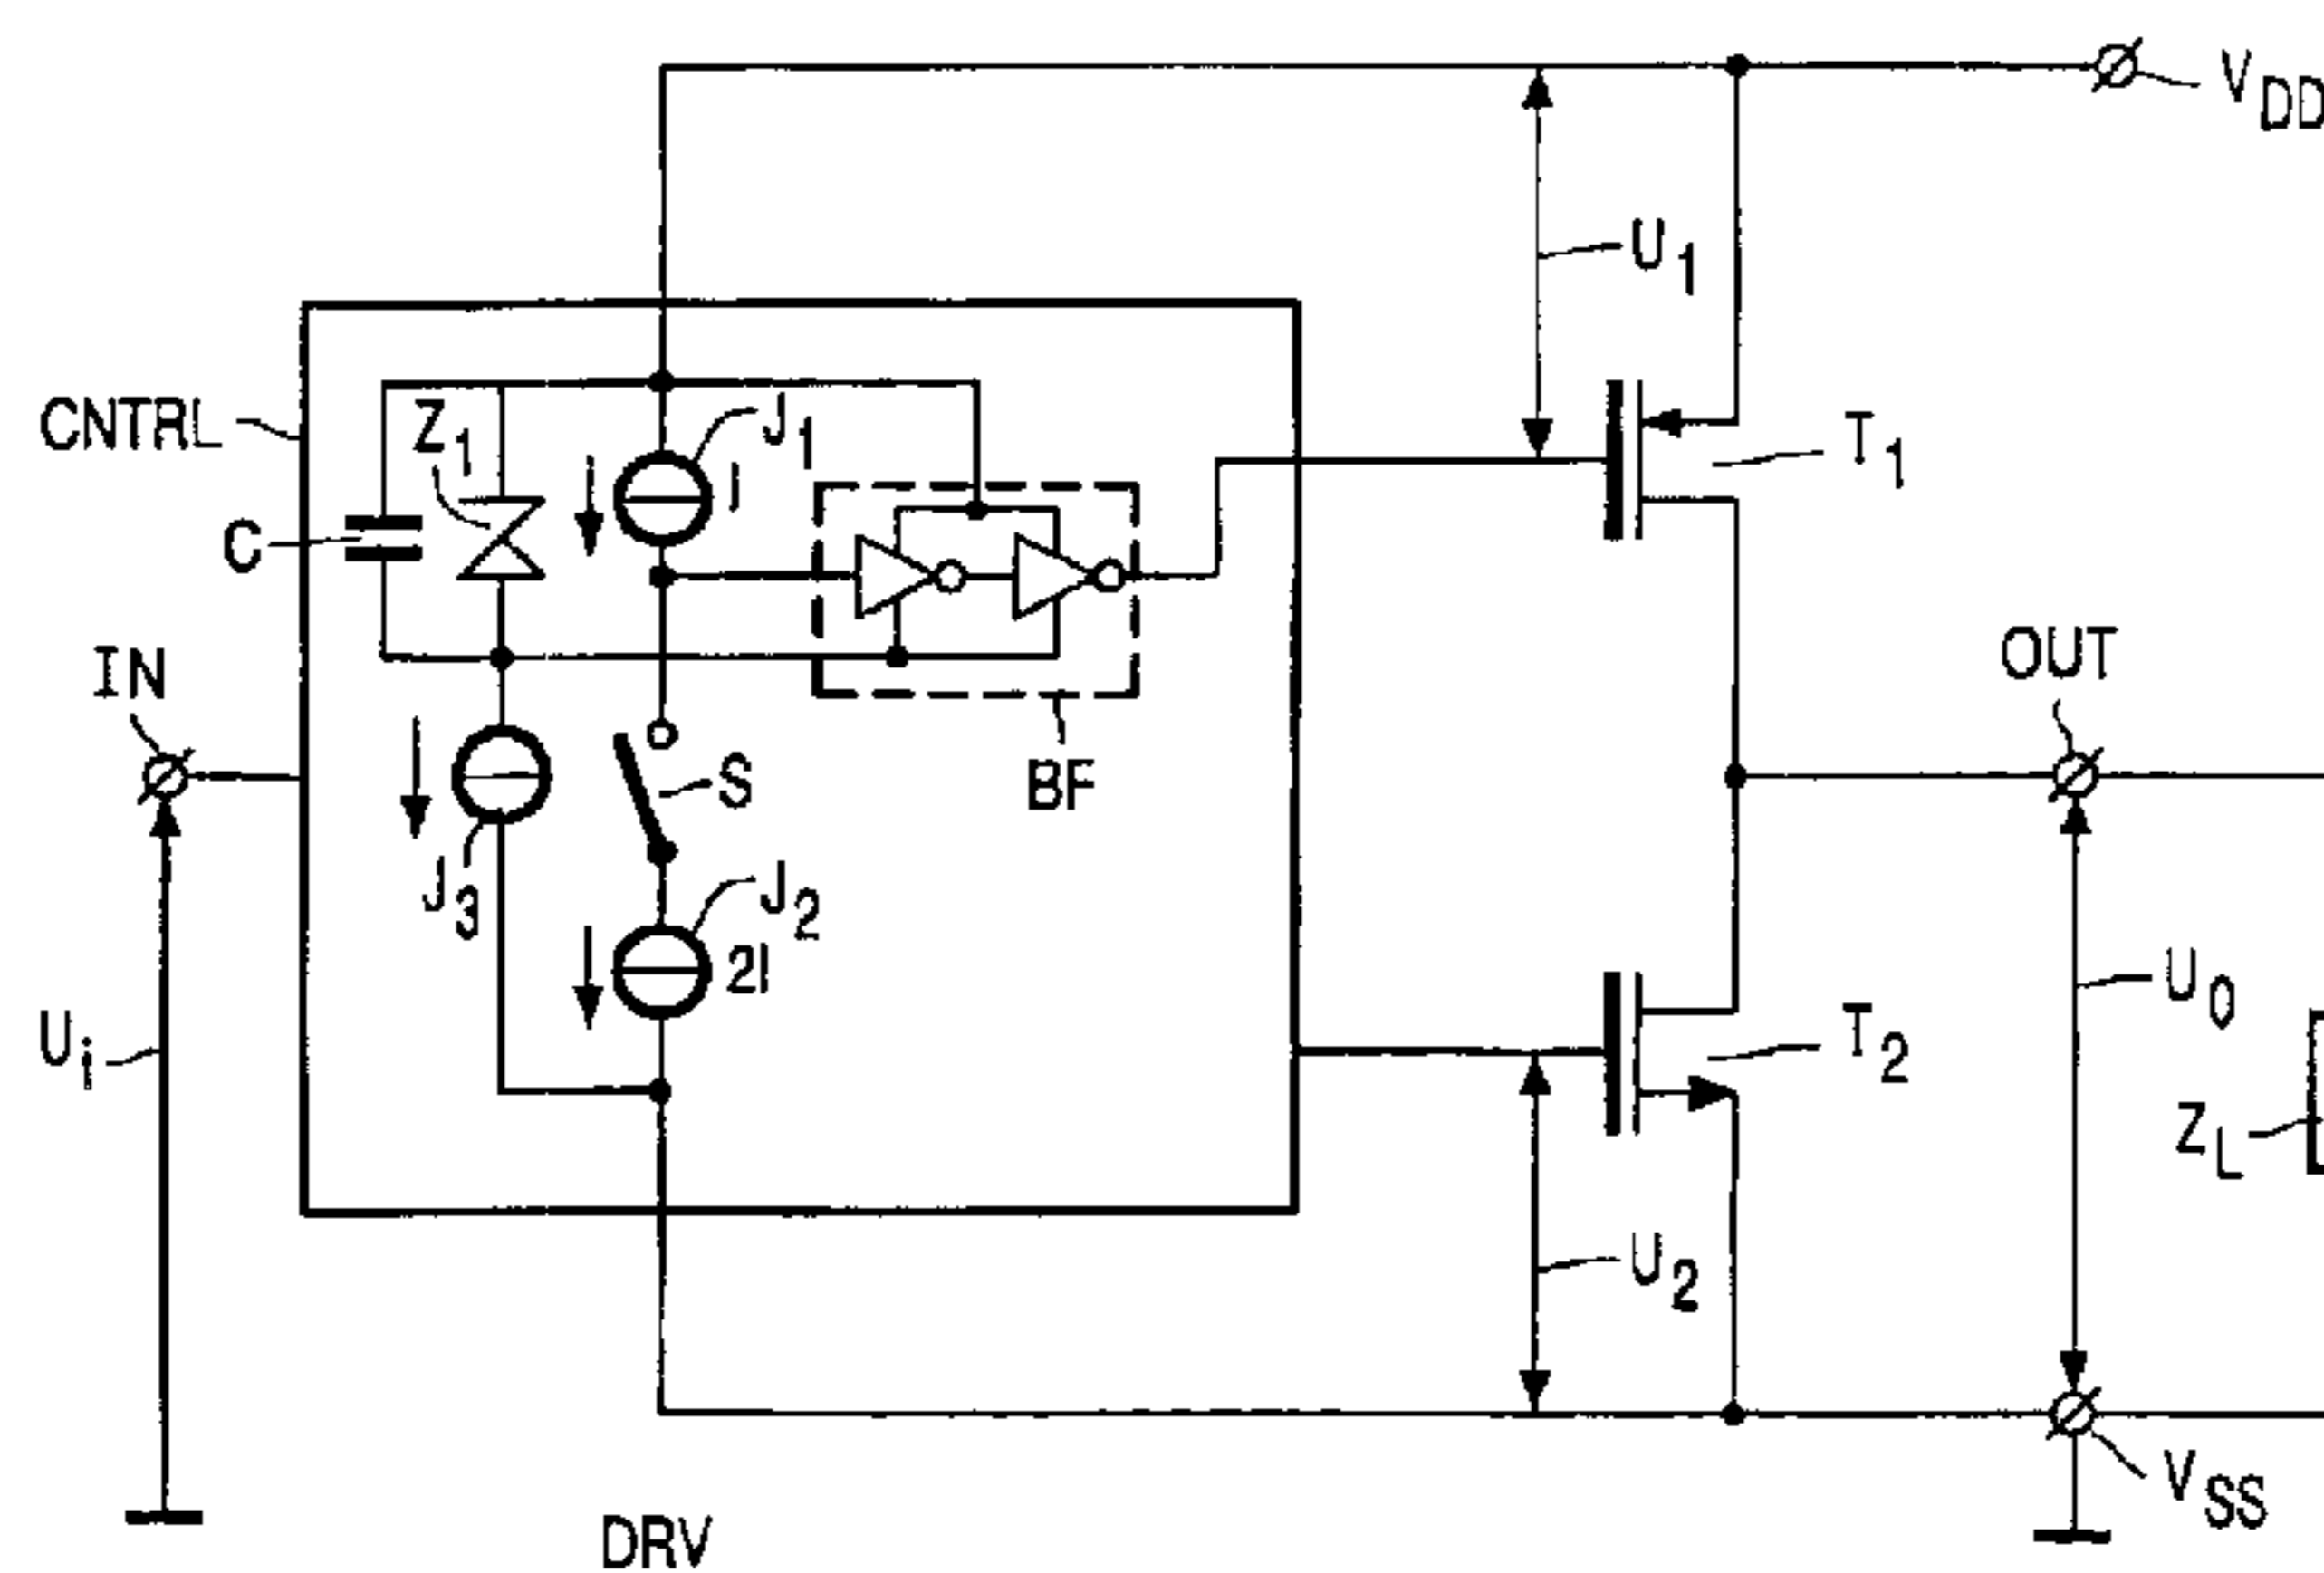 V_DD
U_1
CNTRL
Z_1
J_1
I
T_1
C
IN
OUT
S
BF
J_3
J_2
2I
U_0
U_i
T_2
Z_L
U_2
V_SS
DRV